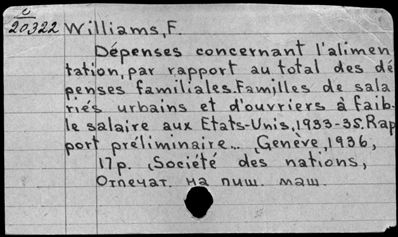 C
20322 Williams, F.
Dépenses concernant l'alimen
tation, par rapport au total des dé
penses familiales. Familles de sala
riés urbains et d'ouvriers à faib-
le salaire aux Etats-Unis, 1933-35. Rap
port préliminaire... Genève, 1936,
17p. (Société des nations,
Отпечат. на пиш. маш.